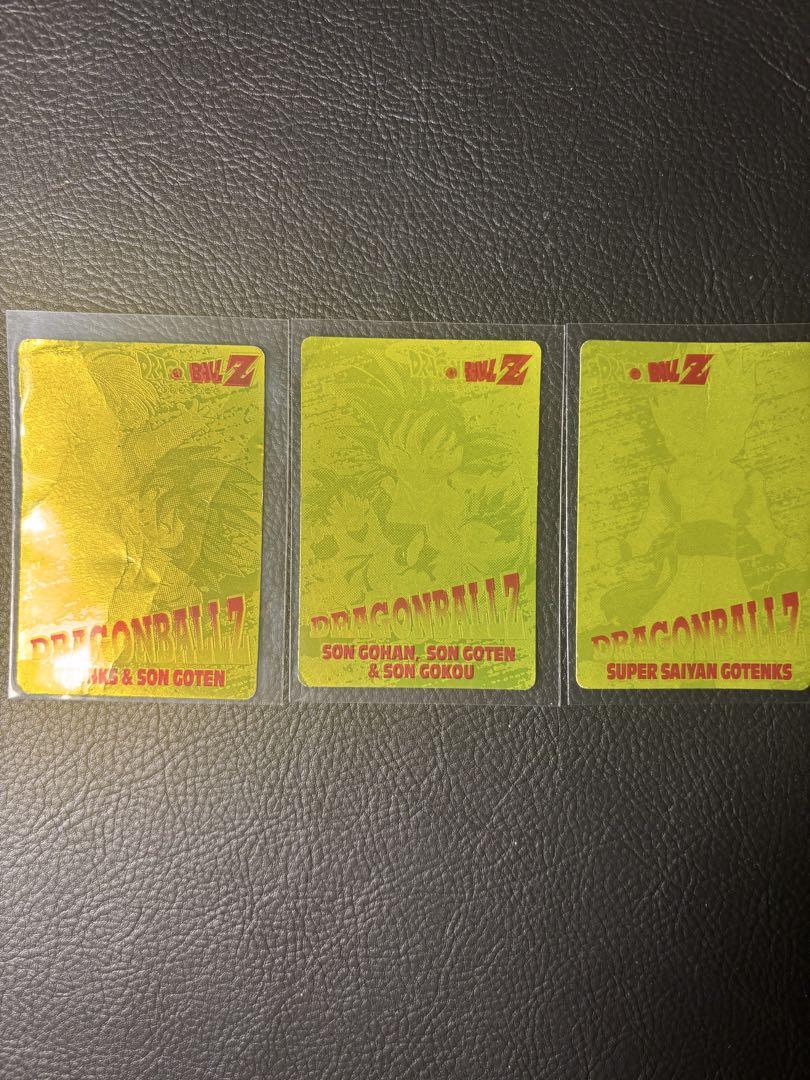 DRAGON BALL Z
DRAGONBALLZ
NKS & SON GOTEN
DRAGON BALL Z
DRAGONBALLZ
SON GOHAN, SON GOTEN
& SON GOKOU
DRAGON BALL Z
DRAGONBALLZ
SUPER SAIYAN GOTENKS